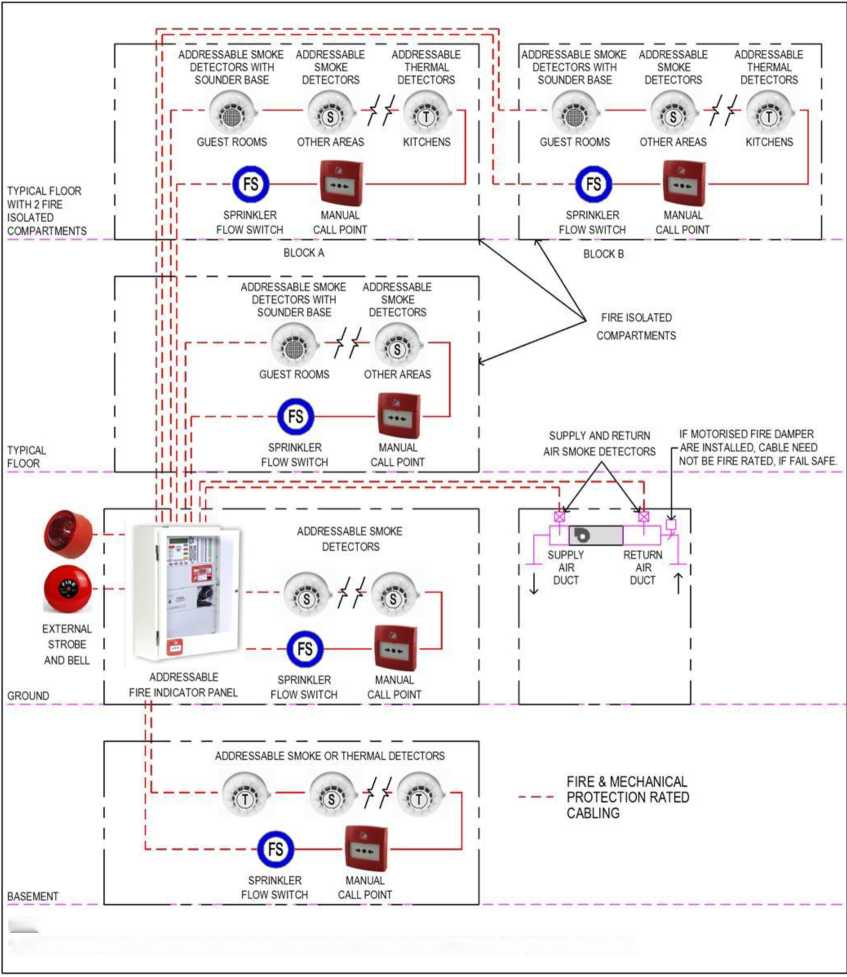 ADDRESSABLE SMOKE
DETECTORS WITH
SOUNDER BASE
ADDRESSABLE
SMOKE
DETECTORS
ADDRESSABLE
THERMAL
DETECTORS
S
T
GUEST ROOMS
OTHER AREAS
KITCHENS
FS
SPRINKLER
FLOW SWITCH
MANUAL
CALL POINT
BLOCK A
ADDRESSABLE SMOKE
DETECTORS WITH
SOUNDER BASE
ADDRESSABLE
SMOKE
DETECTORS
ADDRESSABLE
THERMAL
DETECTORS
S
T
GUEST ROOMS
OTHER AREAS
KITCHENS
FS
SPRINKLER
FLOW SWITCH
MANUAL
CALL POINT
BLOCK B
TYPICAL FLOOR
WITH 2 FIRE
ISOLATED
COMPARTMENTS
ADDRESSABLE SMOKE
DETECTORS WITH
SOUNDER BASE
ADDRESSABLE
SMOKE
DETECTORS
S
GUEST ROOMS
OTHER AREAS
FS
SPRINKLER
FLOW SWITCH
MANUAL
CALL POINT
FIRE ISOLATED
COMPARTMENTS
TYPICAL
FLOOR
SUPPLY AND RETURN
AIR SMOKE DETECTORS
IF MOTORISED FIRE DAMPER
ARE INSTALLED, CABLE NEED
NOT BE FIRE RATED, IF FAIL SAFE.
ADDRESSABLE SMOKE
DETECTORS
S
S
FIRE
EXTERNAL
STROBE
AND BELL
ADDRESSABLE
FIRE INDICATOR PANEL
FS
SPRINKLER
FLOW SWITCH
MANUAL
CALL POINT
SUPPLY
AIR
DUCT
RETURN
AIR
DUCT
GROUND
ADDRESSABLE SMOKE OR THERMAL DETECTORS
T
S
T
FS
SPRINKLER
FLOW SWITCH
MANUAL
CALL POINT
FIRE & MECHANICAL
PROTECTION RATED
CABLING
BASEMENT